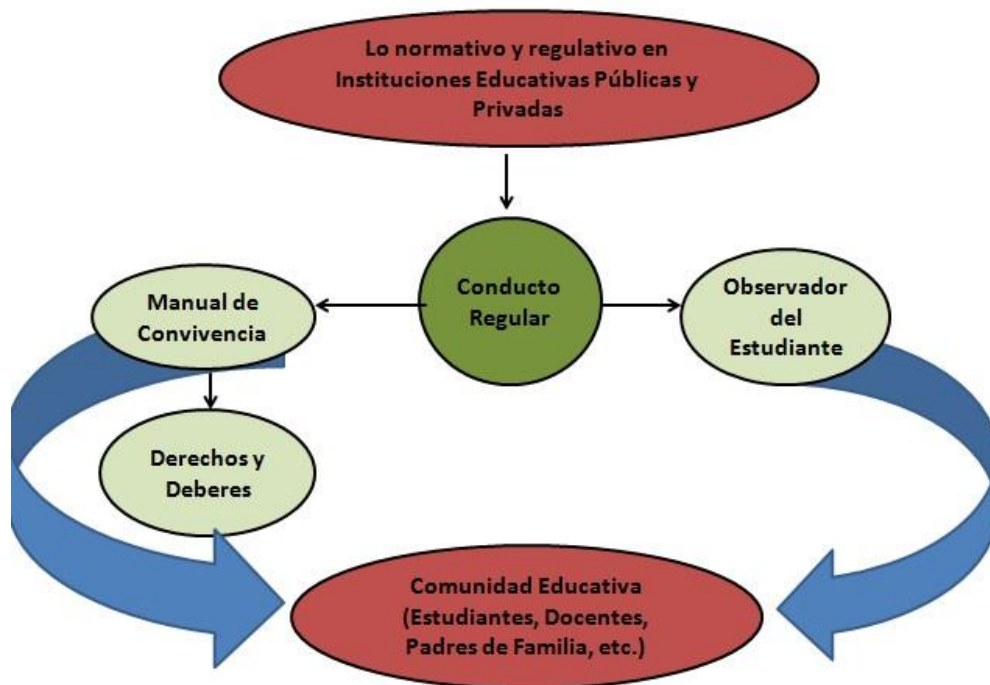 Lo normativo y regulativo en
Instituciones Educativas Públicas y
Privadas
Conducto
Regular
Manual de
Convivencia
Observador
del
Estudiante
Derechos y
Deberes
Comunidad Educativa
(Estudiantes, Docentes,
Padres de Familia, etc.)